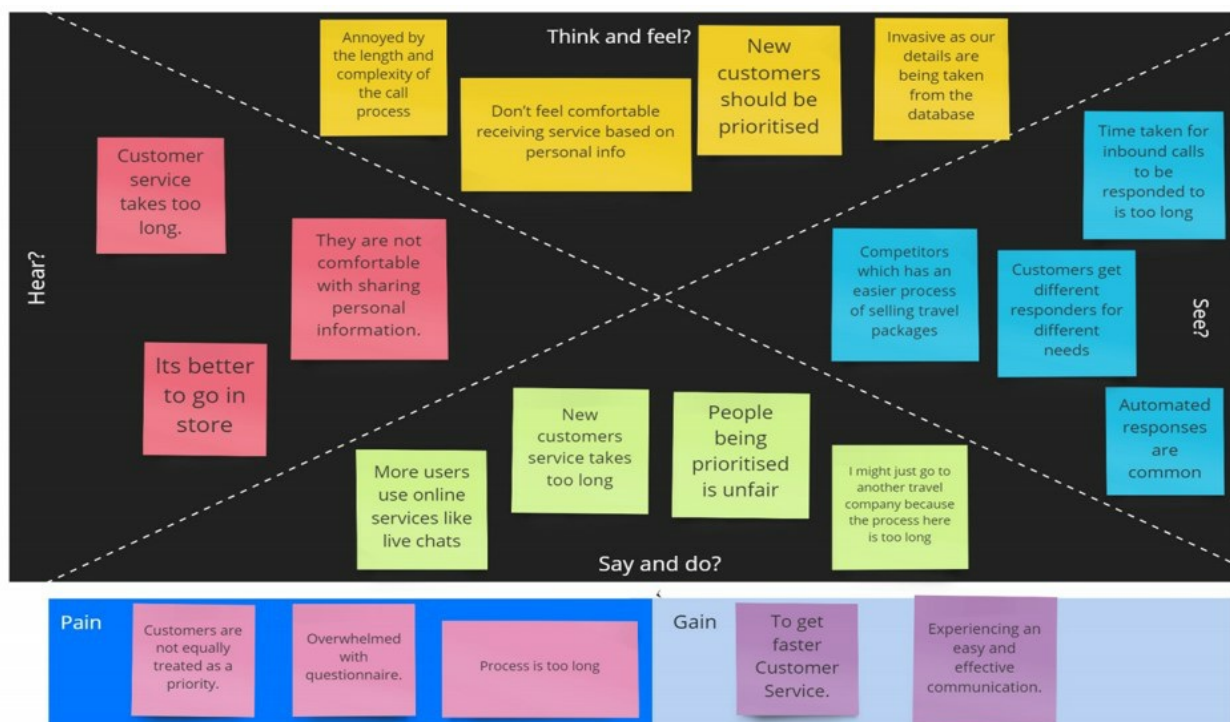 Think and feel?
Annoyed by
the length and
complexity of
the call
process
Don't feel comfortable
receiving service based on
personal info
New
customers
should be
prioritised
Invasive as our
details are
being taken
from the
database
Hear?
Customer
service
takes too
long.
They are not
comfortable
with sharing
personal
information.
Its better
to go in
store
See?
Time taken for
inbound calls
to be
responded to
is too long
Competitors
which has an
easier process
of selling travel
packages
Customers get
different
responders for
different
needs
Automated
responses
are
common
More users
use online
services like
live chats
New
customers
service takes
too long
People
being
prioritised
is unfair
I might just go to
another travel
company because
the process here
is too long
Say and do?
Pain
Customers are
not equally
treated as a
priority.
Overwhelmed
with
questionnaire.
Process is too long
Gain
To get
faster
Customer
Service.
Experiencing an
easy and
effective
communication.